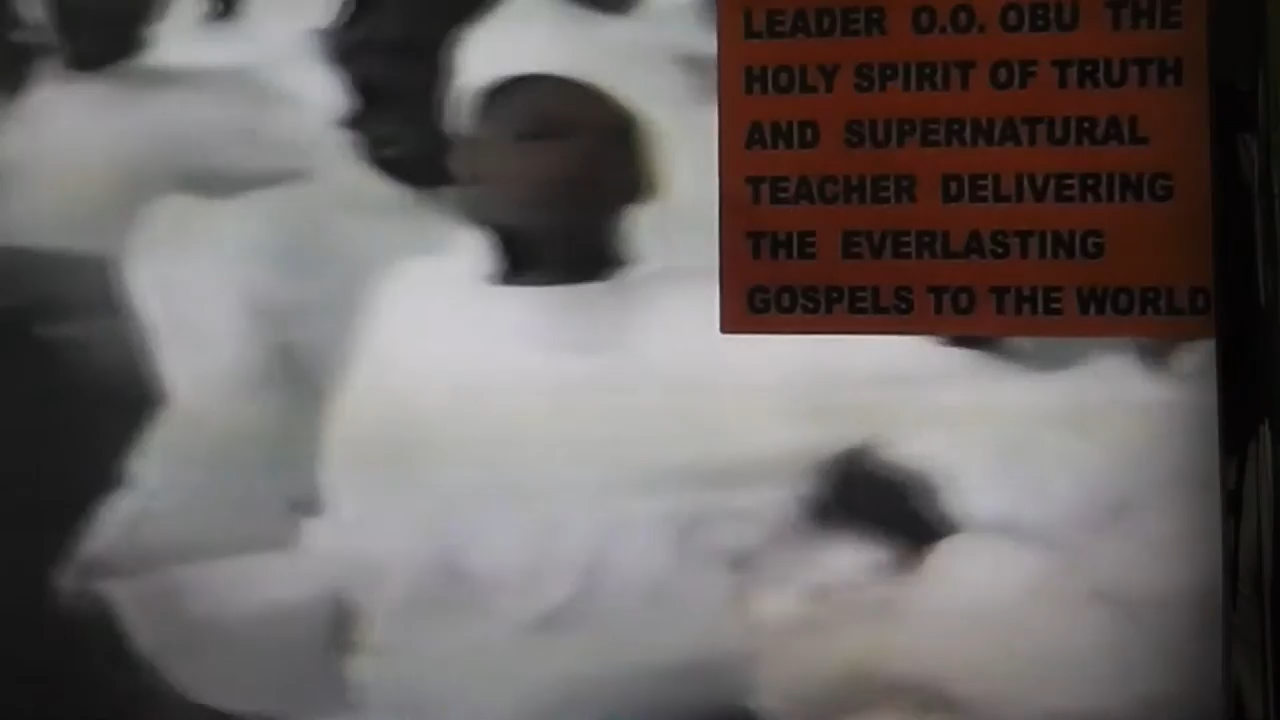 LEADER O.O. OBU THE
HOLY SPIRIT OF TRUTH
AND SUPERNATURAL
TEACHER DELIVERING
THE EVERLASTING
GOSPELS TO THE WORLD